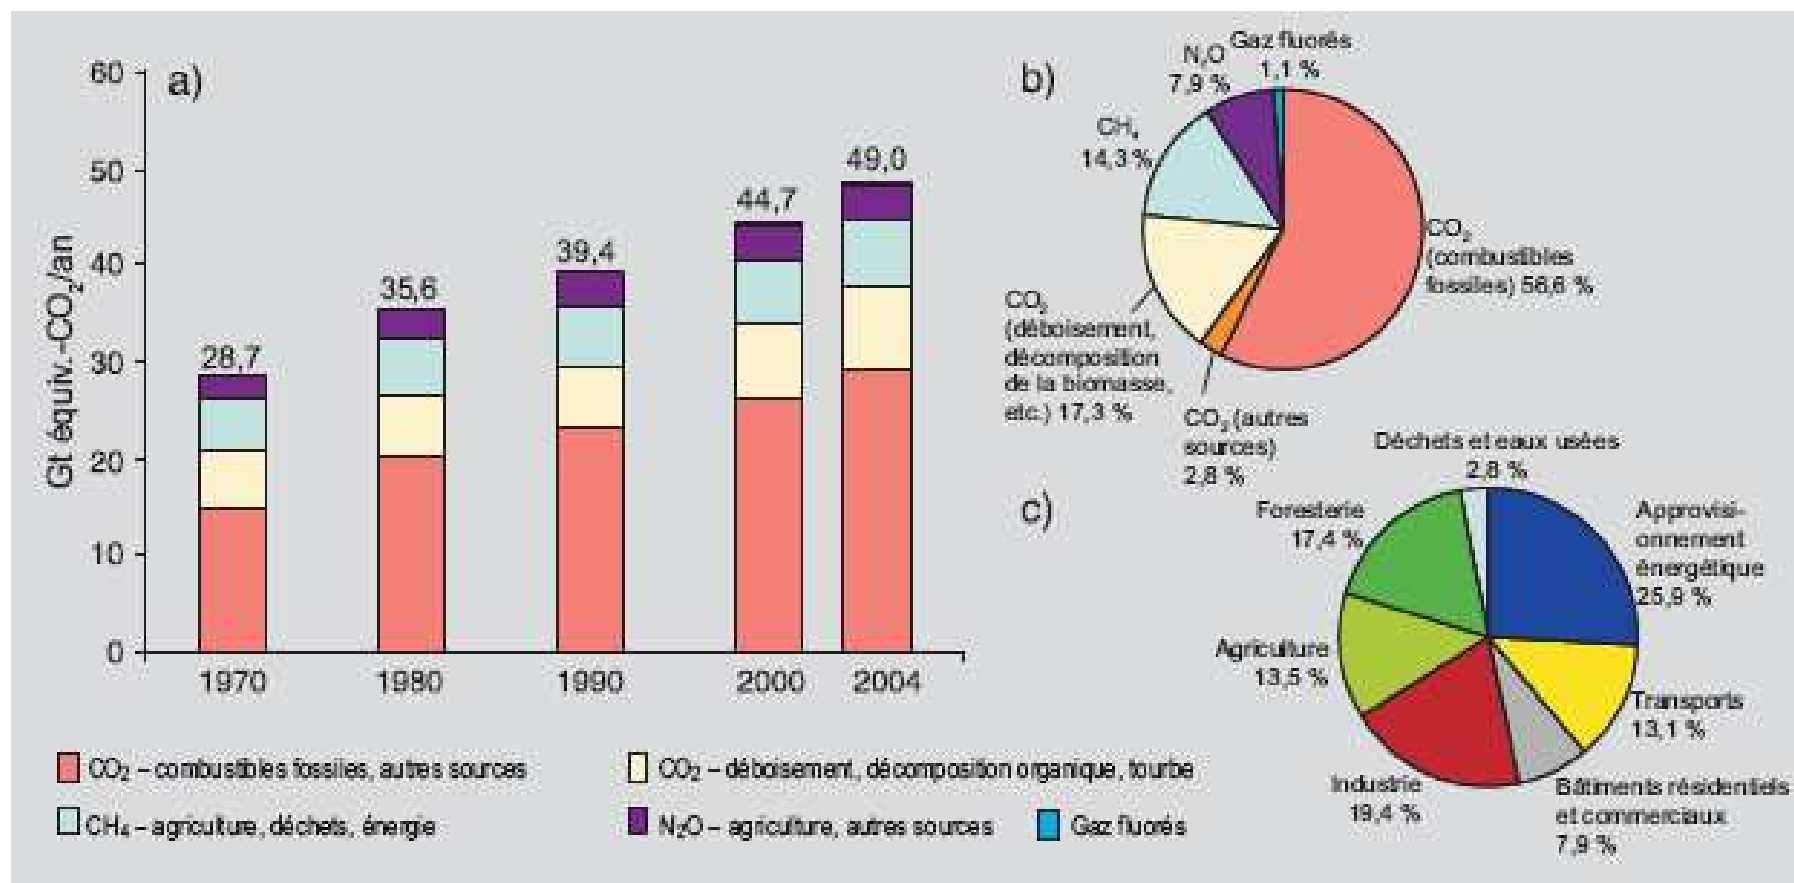 a)
60
50
40
30
20
10
0
Gt équiv.-CO2/an
28,7
35,6
39,4
44,7
49,0
1970
1980
1990
2000
2004
CO2 – combustibles fossiles, autres sources
CO2 – déboisement, décomposition organique, tourbe
CH4 – agriculture, déchets, énergie
N2O – agriculture, autres sources
Gaz fluorés
b)
Gaz fluorés
1,1 %
N2O
7,9 %
CH4
14,3 %
CO2
(combustibles
fossiles) 56,6 %
CO2
(déboisement,
décomposition
de la biomasse,
etc.) 17,3 %
CO2 (autres
sources)
2,8 %
c)
Déchets et eaux usées
2,8 %
Foresterie
17,4 %
Approvisi-
onnement
énergétique
25,9 %
Agriculture
13,5 %
Transports
13,1 %
Industrie
19,4 %
Bâtiments résidentiels
et commerciaux
7,9 %